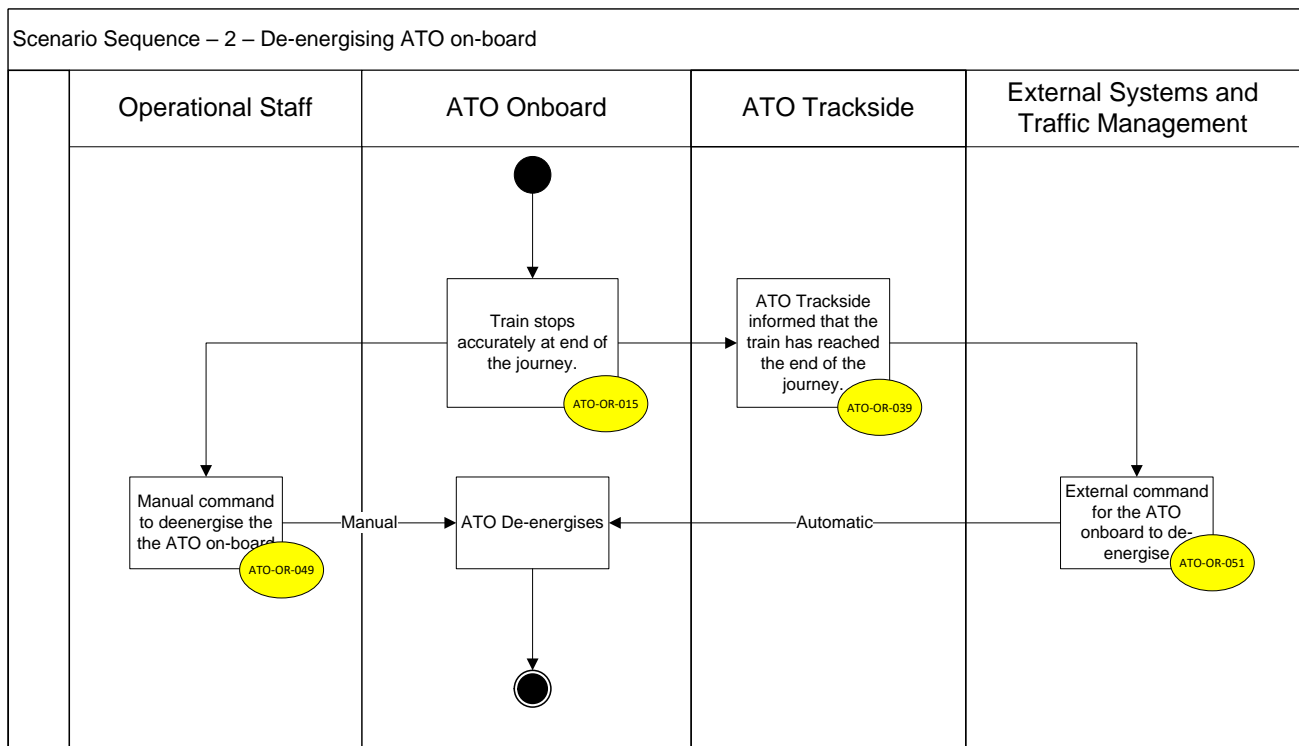 Scenario Sequence – 2 – De-energising ATO on-board
Operational Staff
ATO Onboard
ATO Trackside
External Systems and
Traffic Management
Train stops
accurately at end of
the journey.
ATO-OR-015
ATO Trackside
informed that the
train has reached
the end of the
journey.
ATO-OR-039
Manual command
to deenergise the
the ATO on-board
ATO-OR-049
Manual
ATO De-energises
Automatic
External command
for the ATO
onboard to de-
energise
ATO-OR-051